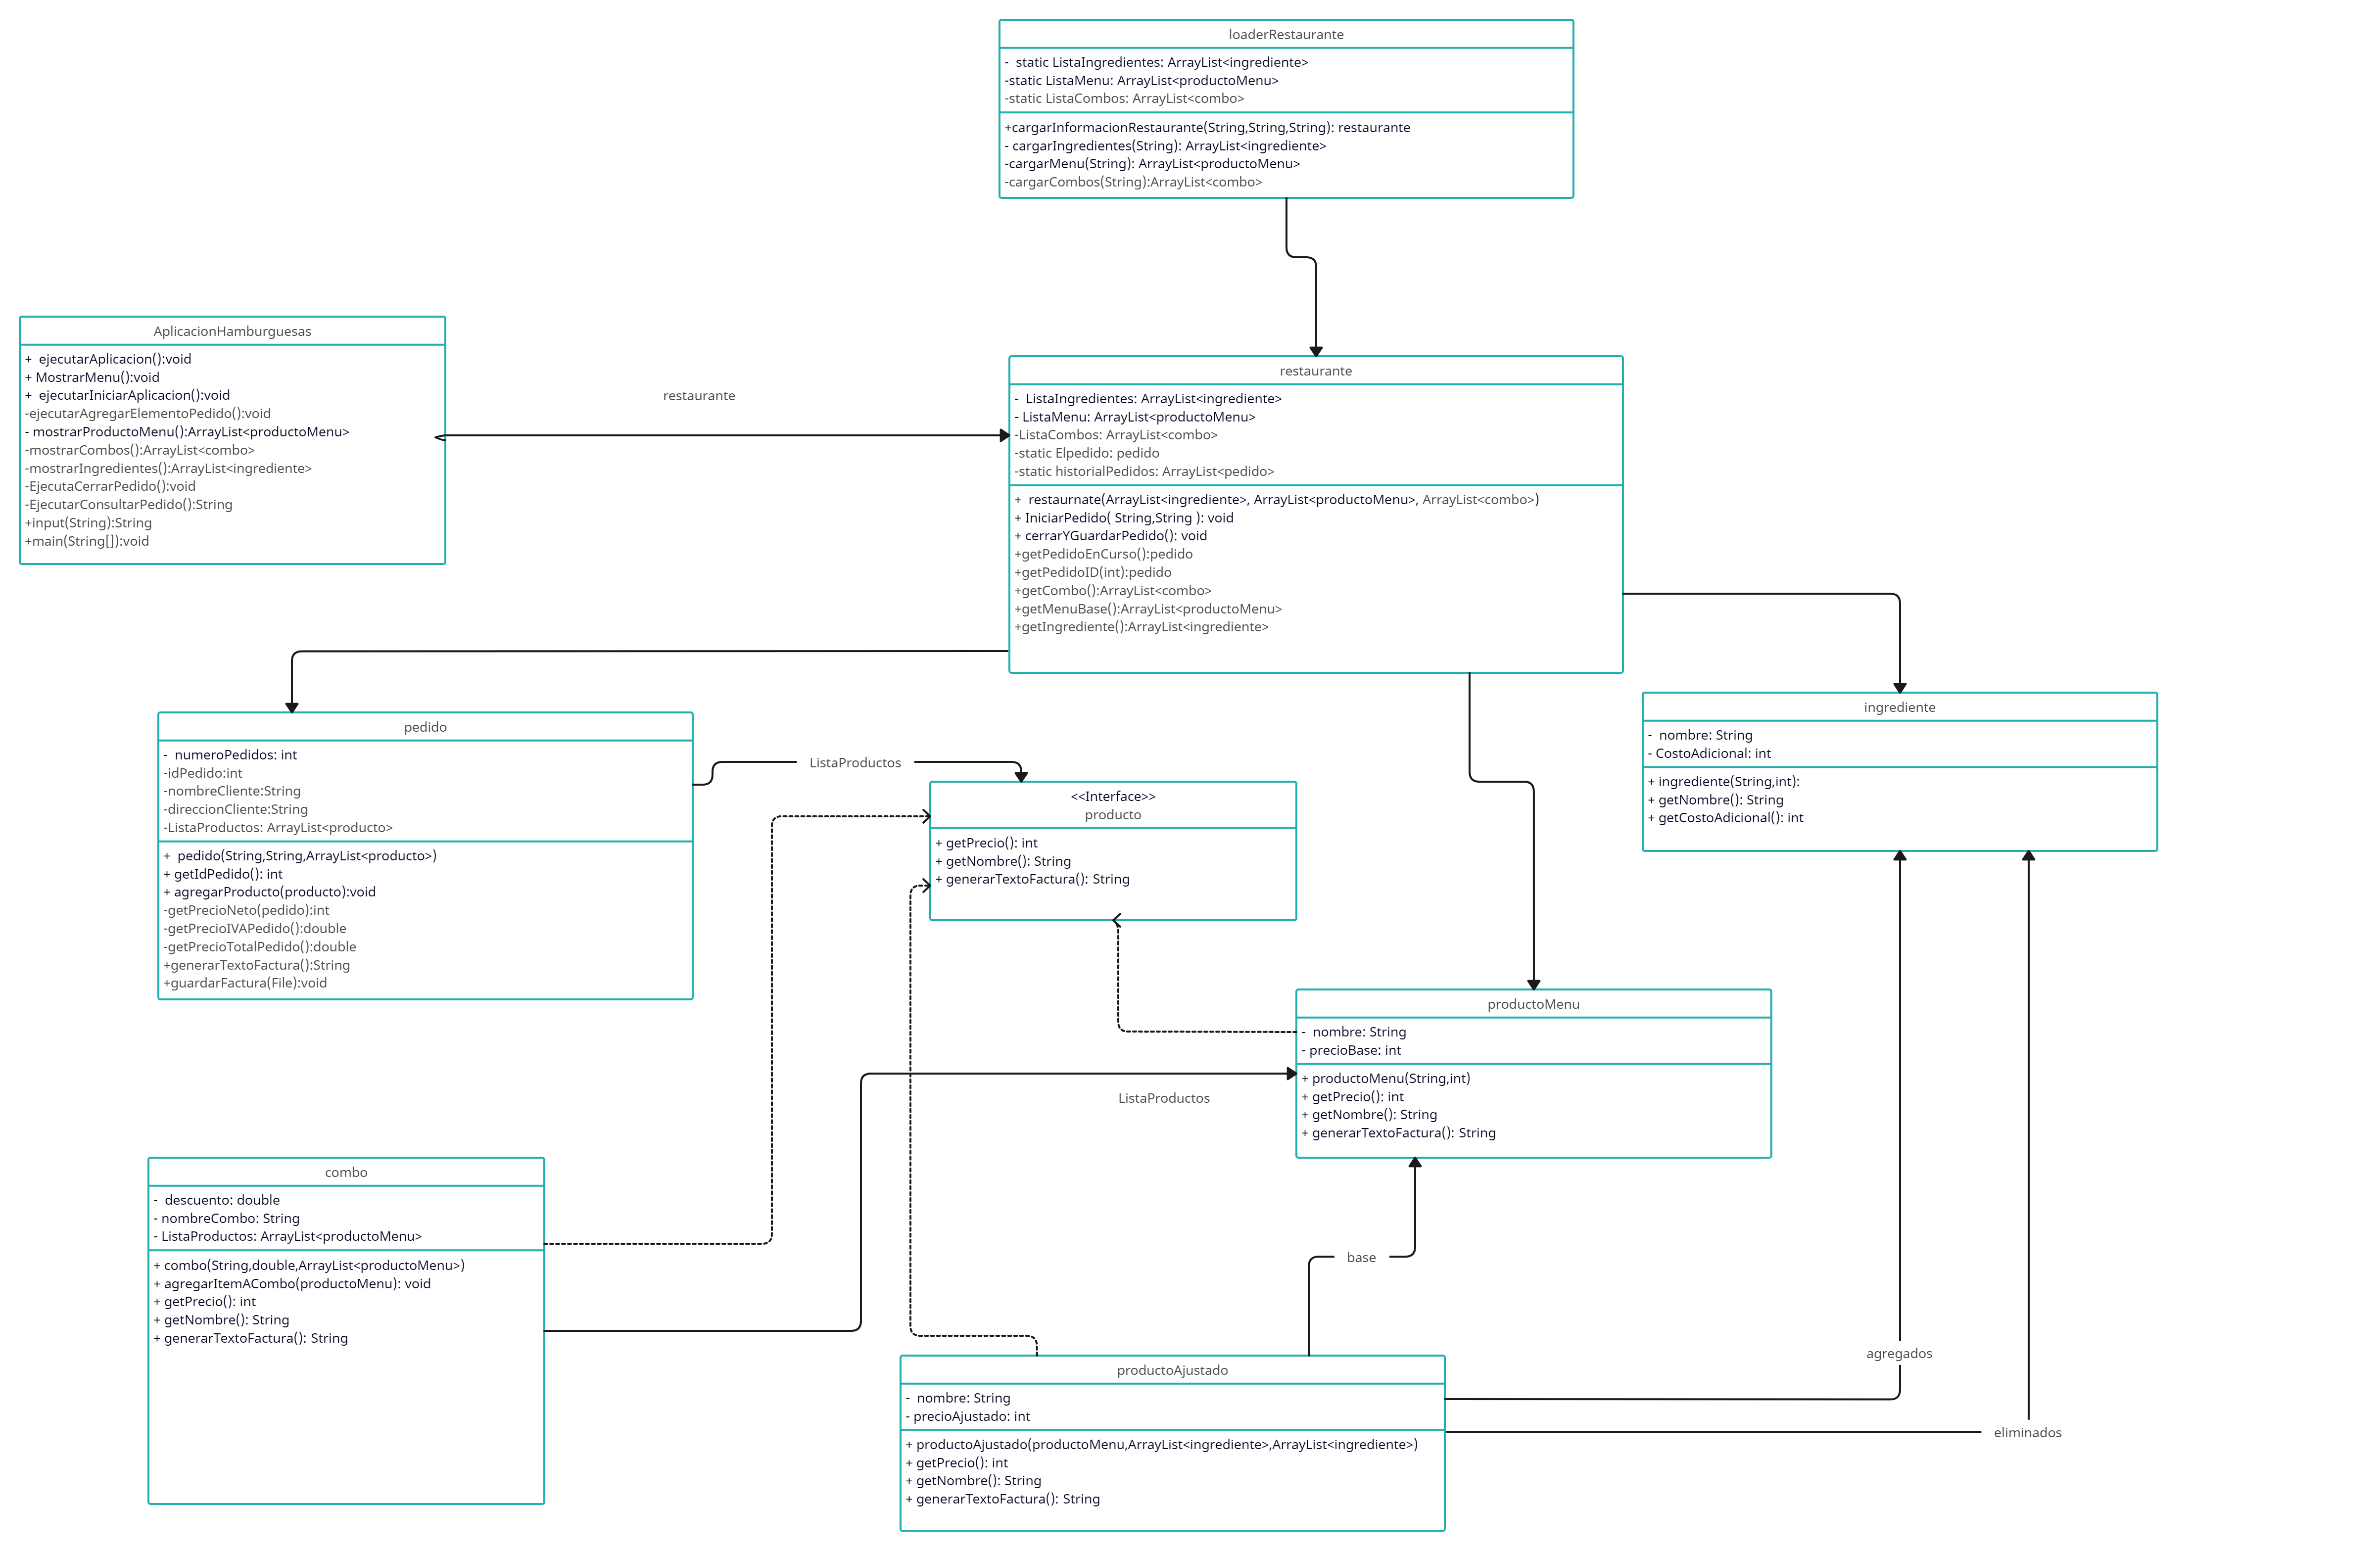 loaderRestaurante
-  static ListaIngredientes: ArrayList<ingrediente>
-static ListaMenu: ArrayList<productoMenu>
-static ListaCombos: ArrayList<combo>
+cargarInformacionRestaurante(String,String,String): restaurante
- cargarIngredientes(String): ArrayList<ingrediente>
-cargarMenu(String): ArrayList<productoMenu>
-cargarCombos(String):ArrayList<combo>
AplicacionHamburguesas
+  ejecutarAplicacion():void
+ MostrarMenu():void
+  ejecutarIniciarAplicacion():void
-ejecutarAgregarElementoPedido():void
- mostrarProductoMenu():ArrayList<productoMenu>
-mostrarCombos():ArrayList<combo>
-mostrarIngredientes():ArrayList<ingrediente>
-EjecutaCerrarPedido():void
-EjecutarConsultarPedido():String
+input(String):String
+main(String[]):void
restaurante
restaurante
-  ListaIngredientes: ArrayList<ingrediente>
- ListaMenu: ArrayList<productoMenu>
-ListaCombos: ArrayList<combo>
-static Elpedido: pedido
-static historialPedidos: ArrayList<pedido>
+  restaurnate(ArrayList<ingrediente>, ArrayList<productoMenu>, ArrayList<combo>)
+ IniciarPedido( String,String ): void
+ cerrarYGuardarPedido(): void
+getPedidoEnCurso():pedido
+getPedidoID(int):pedido
+getCombo():ArrayList<combo>
+getMenuBase():ArrayList<productoMenu>
+getIngrediente():ArrayList<ingrediente>
ingrediente
-  nombre: String
- CostoAdicional: int
+ ingrediente(String,int):
+ getNombre(): String
+ getCostoAdicional(): int
pedido
-  numeroPedidos: int
-idPedido:int
-nombreCliente:String
-direccionCliente:String
-ListaProductos: ArrayList<producto>
+  pedido(String,String,ArrayList<producto>)
+ getIdPedido(): int
+ agregarProducto(producto):void
-getPrecioNeto(pedido):int
-getPrecioIVAPedido():double
-getPrecioTotalPedido():double
+generarTextoFactura():String
+guardarFactura(File):void
ListaProductos
<<Interface>>
producto
+ getPrecio(): int
+ getNombre(): String
+ generarTextoFactura(): String
productoMenu
-  nombre: String
- precioBase: int
+ productoMenu(String,int)
+ getPrecio(): int
+ getNombre(): String
+ generarTextoFactura(): String
ListaProductos
combo
-  descuento: double
- nombreCombo: String
- ListaProductos: ArrayList<productoMenu>
+ combo(String,double,ArrayList<productoMenu>)
+ agregarItemACombo(productoMenu): void
+ getPrecio(): int
+ getNombre(): String
+ generarTextoFactura(): String
base
agregados
eliminados
productoAjustado
-  nombre: String
- precioAjustado: int
+ productoAjustado(productoMenu,ArrayList<ingrediente>,ArrayList<ingrediente>)
+ getPrecio(): int
+ getNombre(): String
+ generarTextoFactura(): String